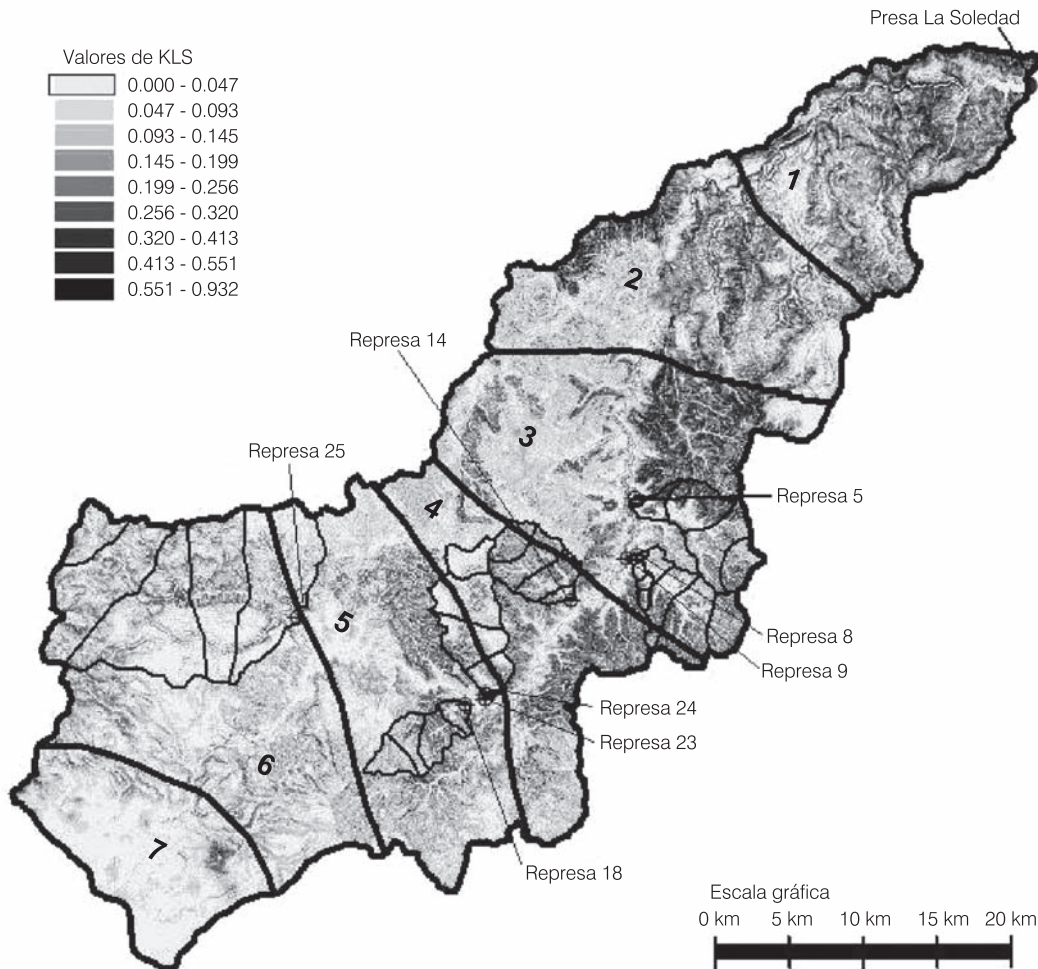 Presa La Soledad
Valores de KLS
0.000 - 0.047
0.047 - 0.093
0.093 - 0.145
0.145 - 0.199
0.199 - 0.256
0.256 - 0.320
0.320 - 0.413
0.413 - 0.551
0.551 - 0.932
1
2
Represa 14
3
Represa 25
4
Represa 5
5
Represa 8
Represa 9
Represa 24
Represa 23
6
7
Represa 18
Escala gráfica
0 km 5 km 10 km 15 km 20 km